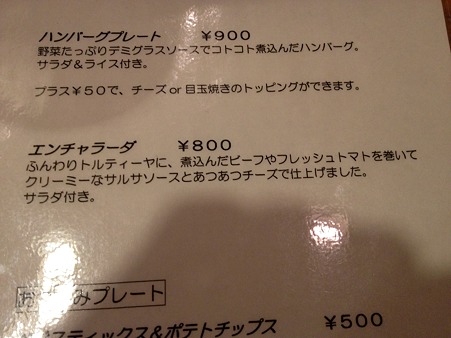 ハンバーグプレート ¥900
野菜たっぷりデミグラスソースでコトコト煮込んだハンバーグ。
サラダ&ライス付き。
プラス¥50で、チーズ or 目玉焼きのトッピングができます。
エンチャラーダ ¥800
ふんわりトルティーヤに、煮込んだビーフやフレッシュトマトを巻いて
クリーミーなサルサソースとあつあつチーズで仕上げました。
サラダ付き。
みプレート
スティックス&ポテトチップス ¥500